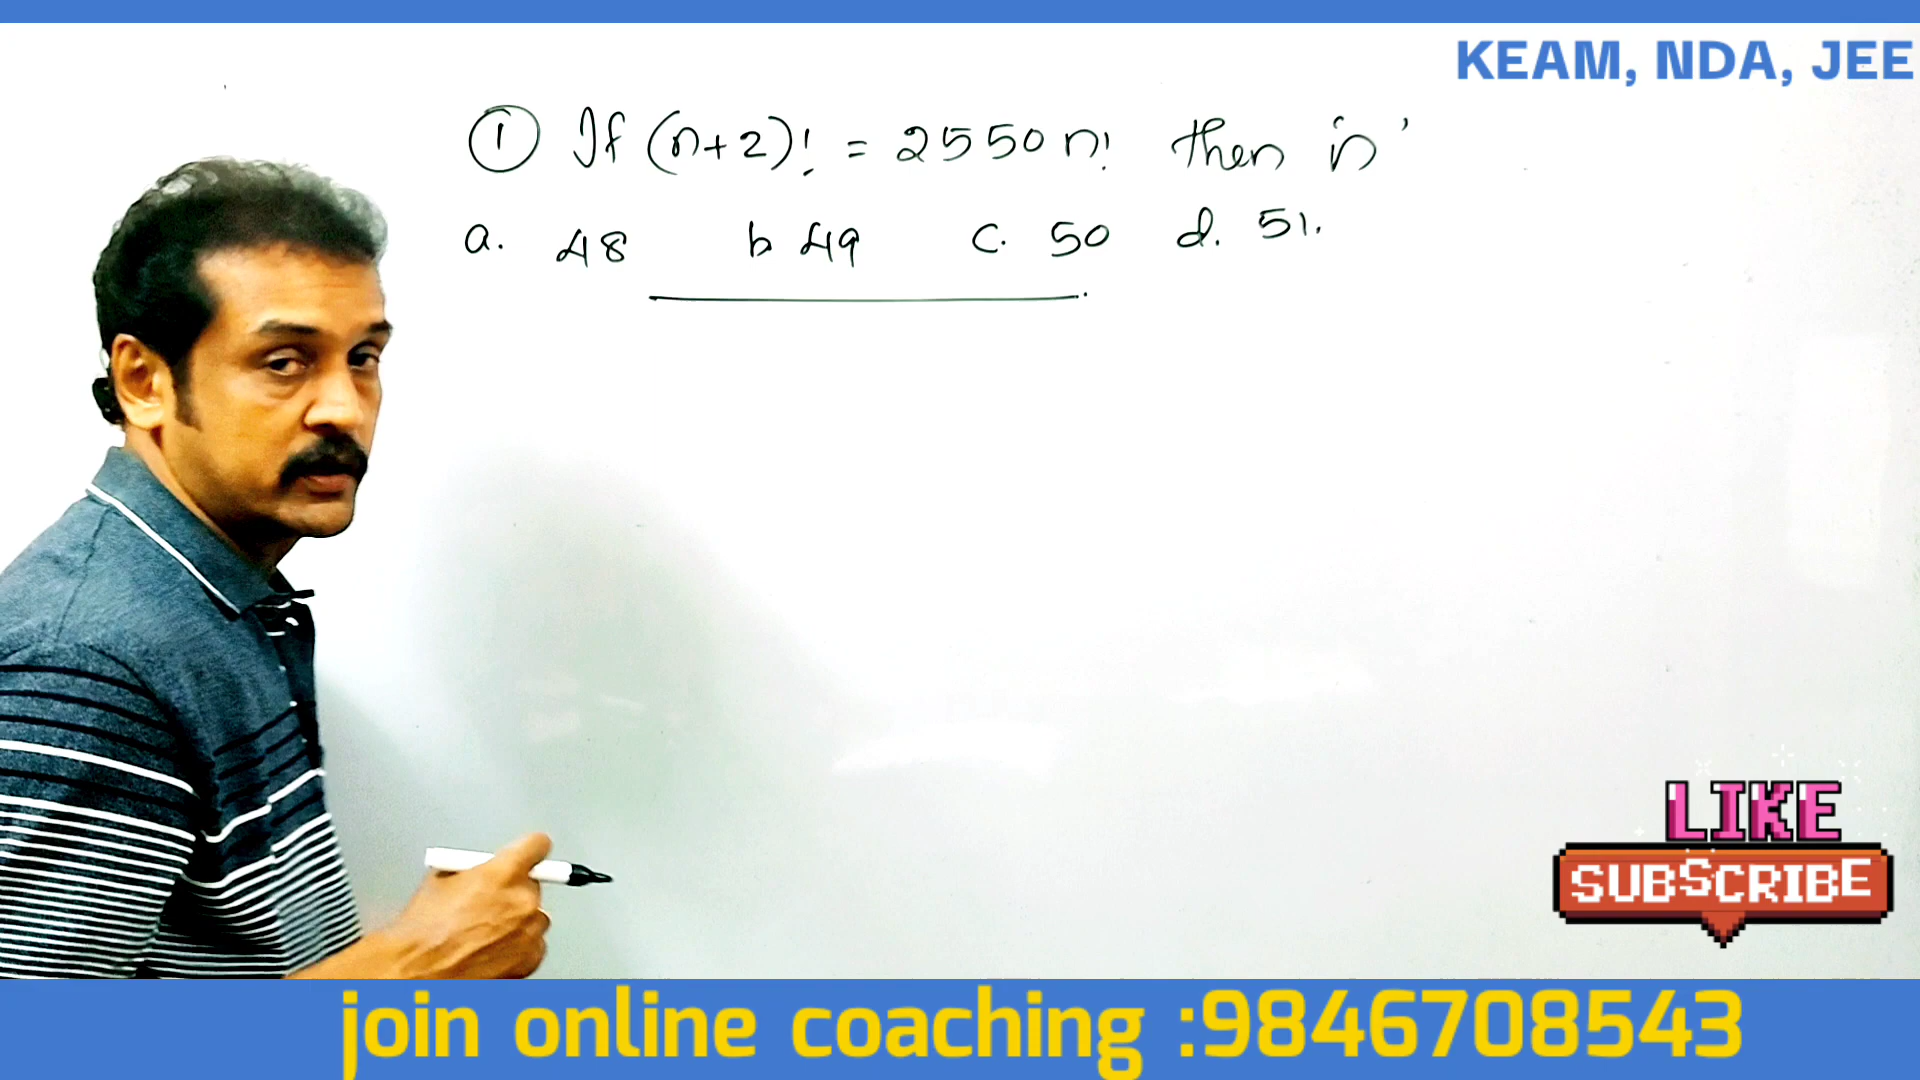 KEAM, NDA, JEE
① If (n+2)! = 2550 n! then 'n'
a. 48 b 49 c. 50 d. 51.
LIKE
SUBSCRIBE
join online coaching :9846708543